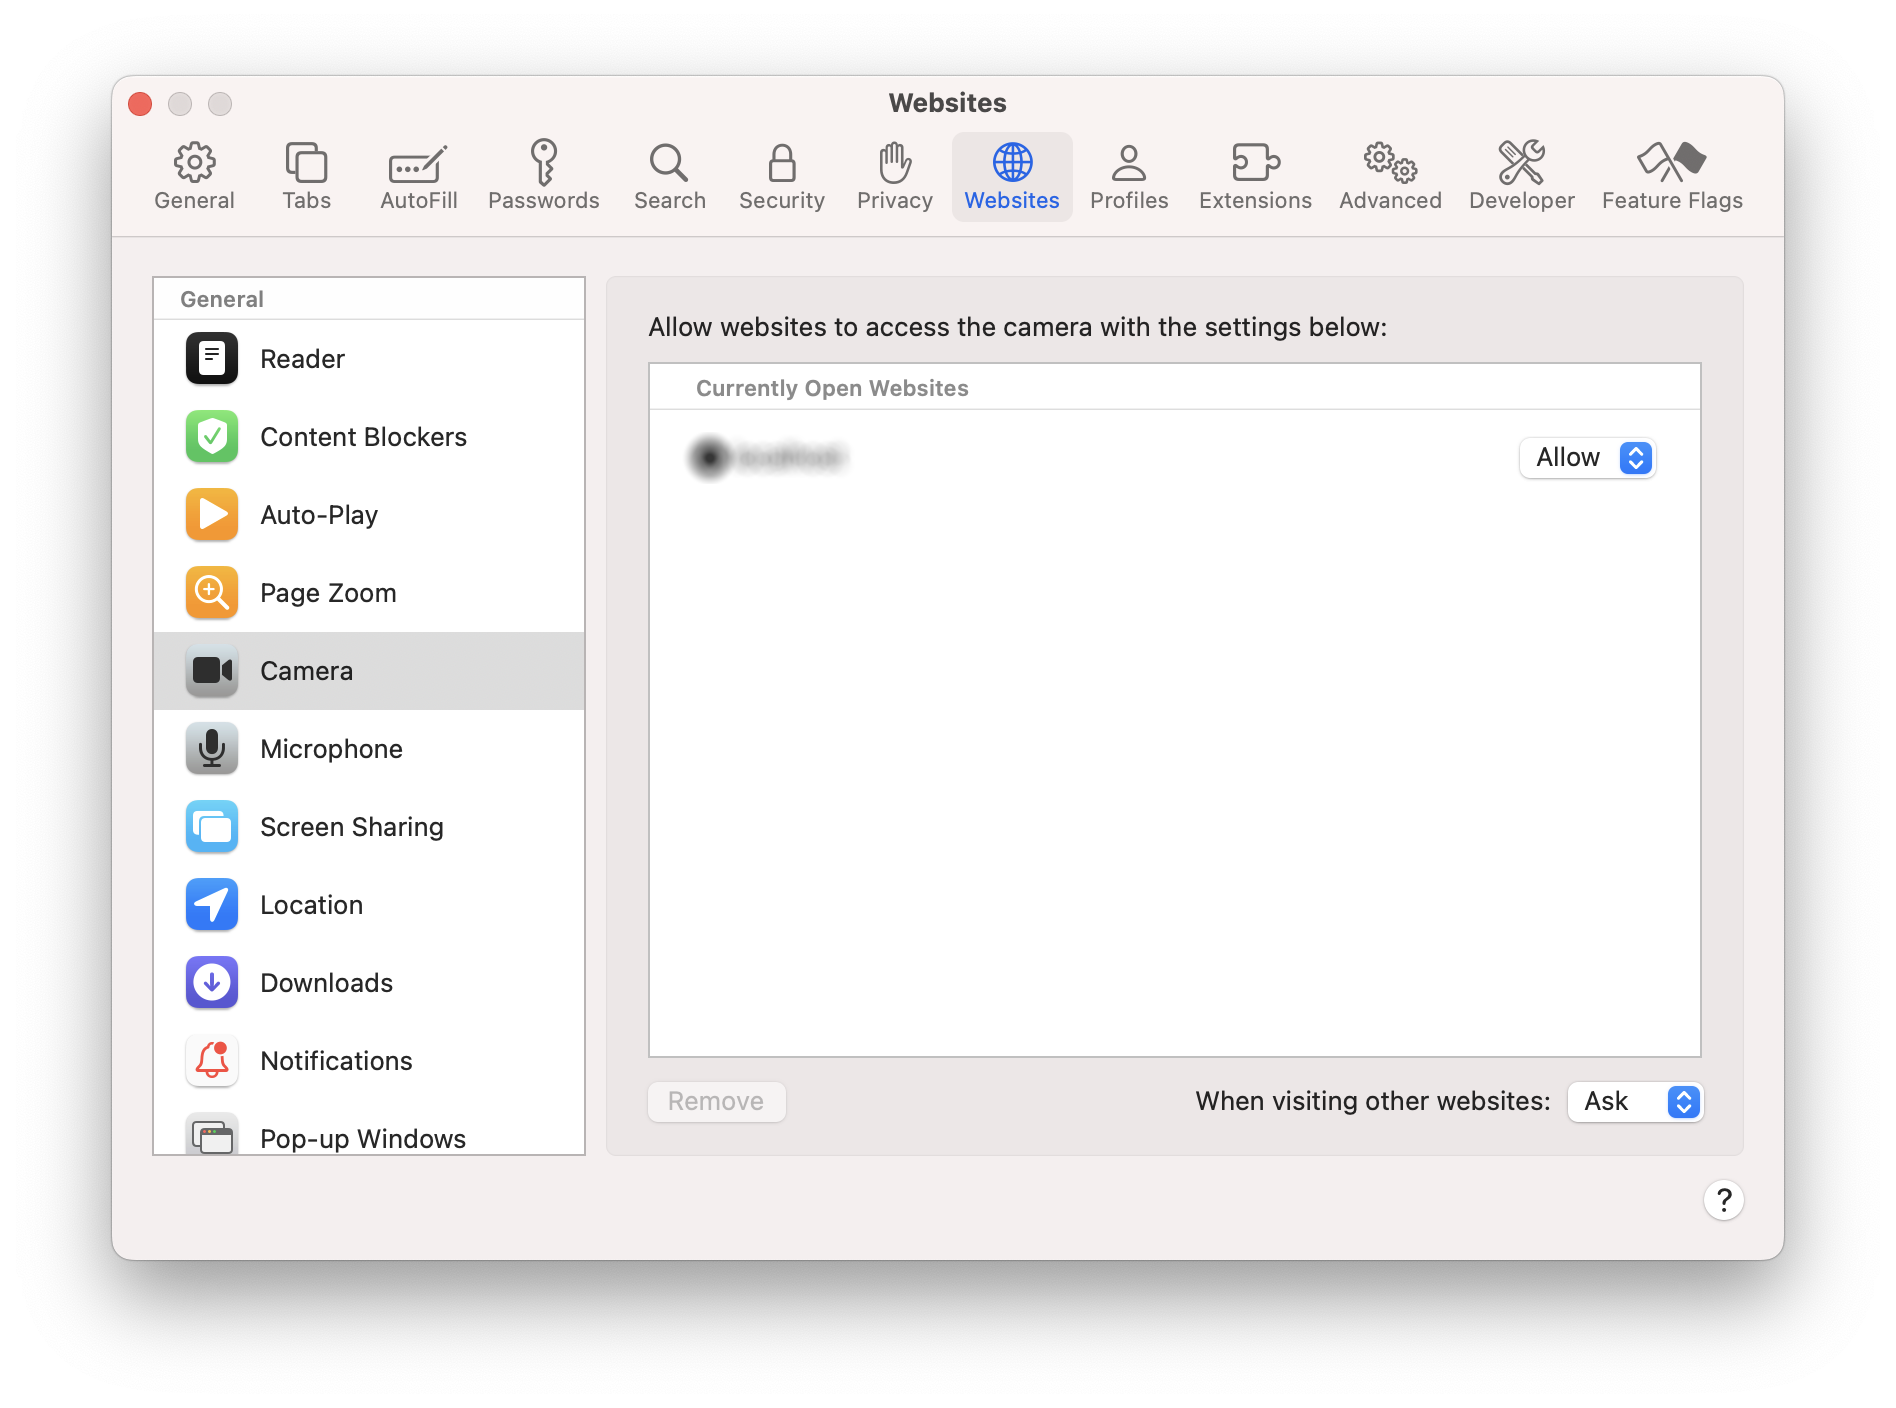 Websites
General
Tabs
AutoFill
Passwords
Search
Security
Privacy
Websites
Profiles
Extensions
Advanced
Developer
Feature Flags
General
Reader
Content Blockers
Auto-Play
Page Zoom
Camera
Microphone
Screen Sharing
Location
Downloads
Notifications
Pop-up Windows
Allow websites to access the camera with the settings below:
Currently Open Websites
Allow
Remove
When visiting other websites: Ask
?